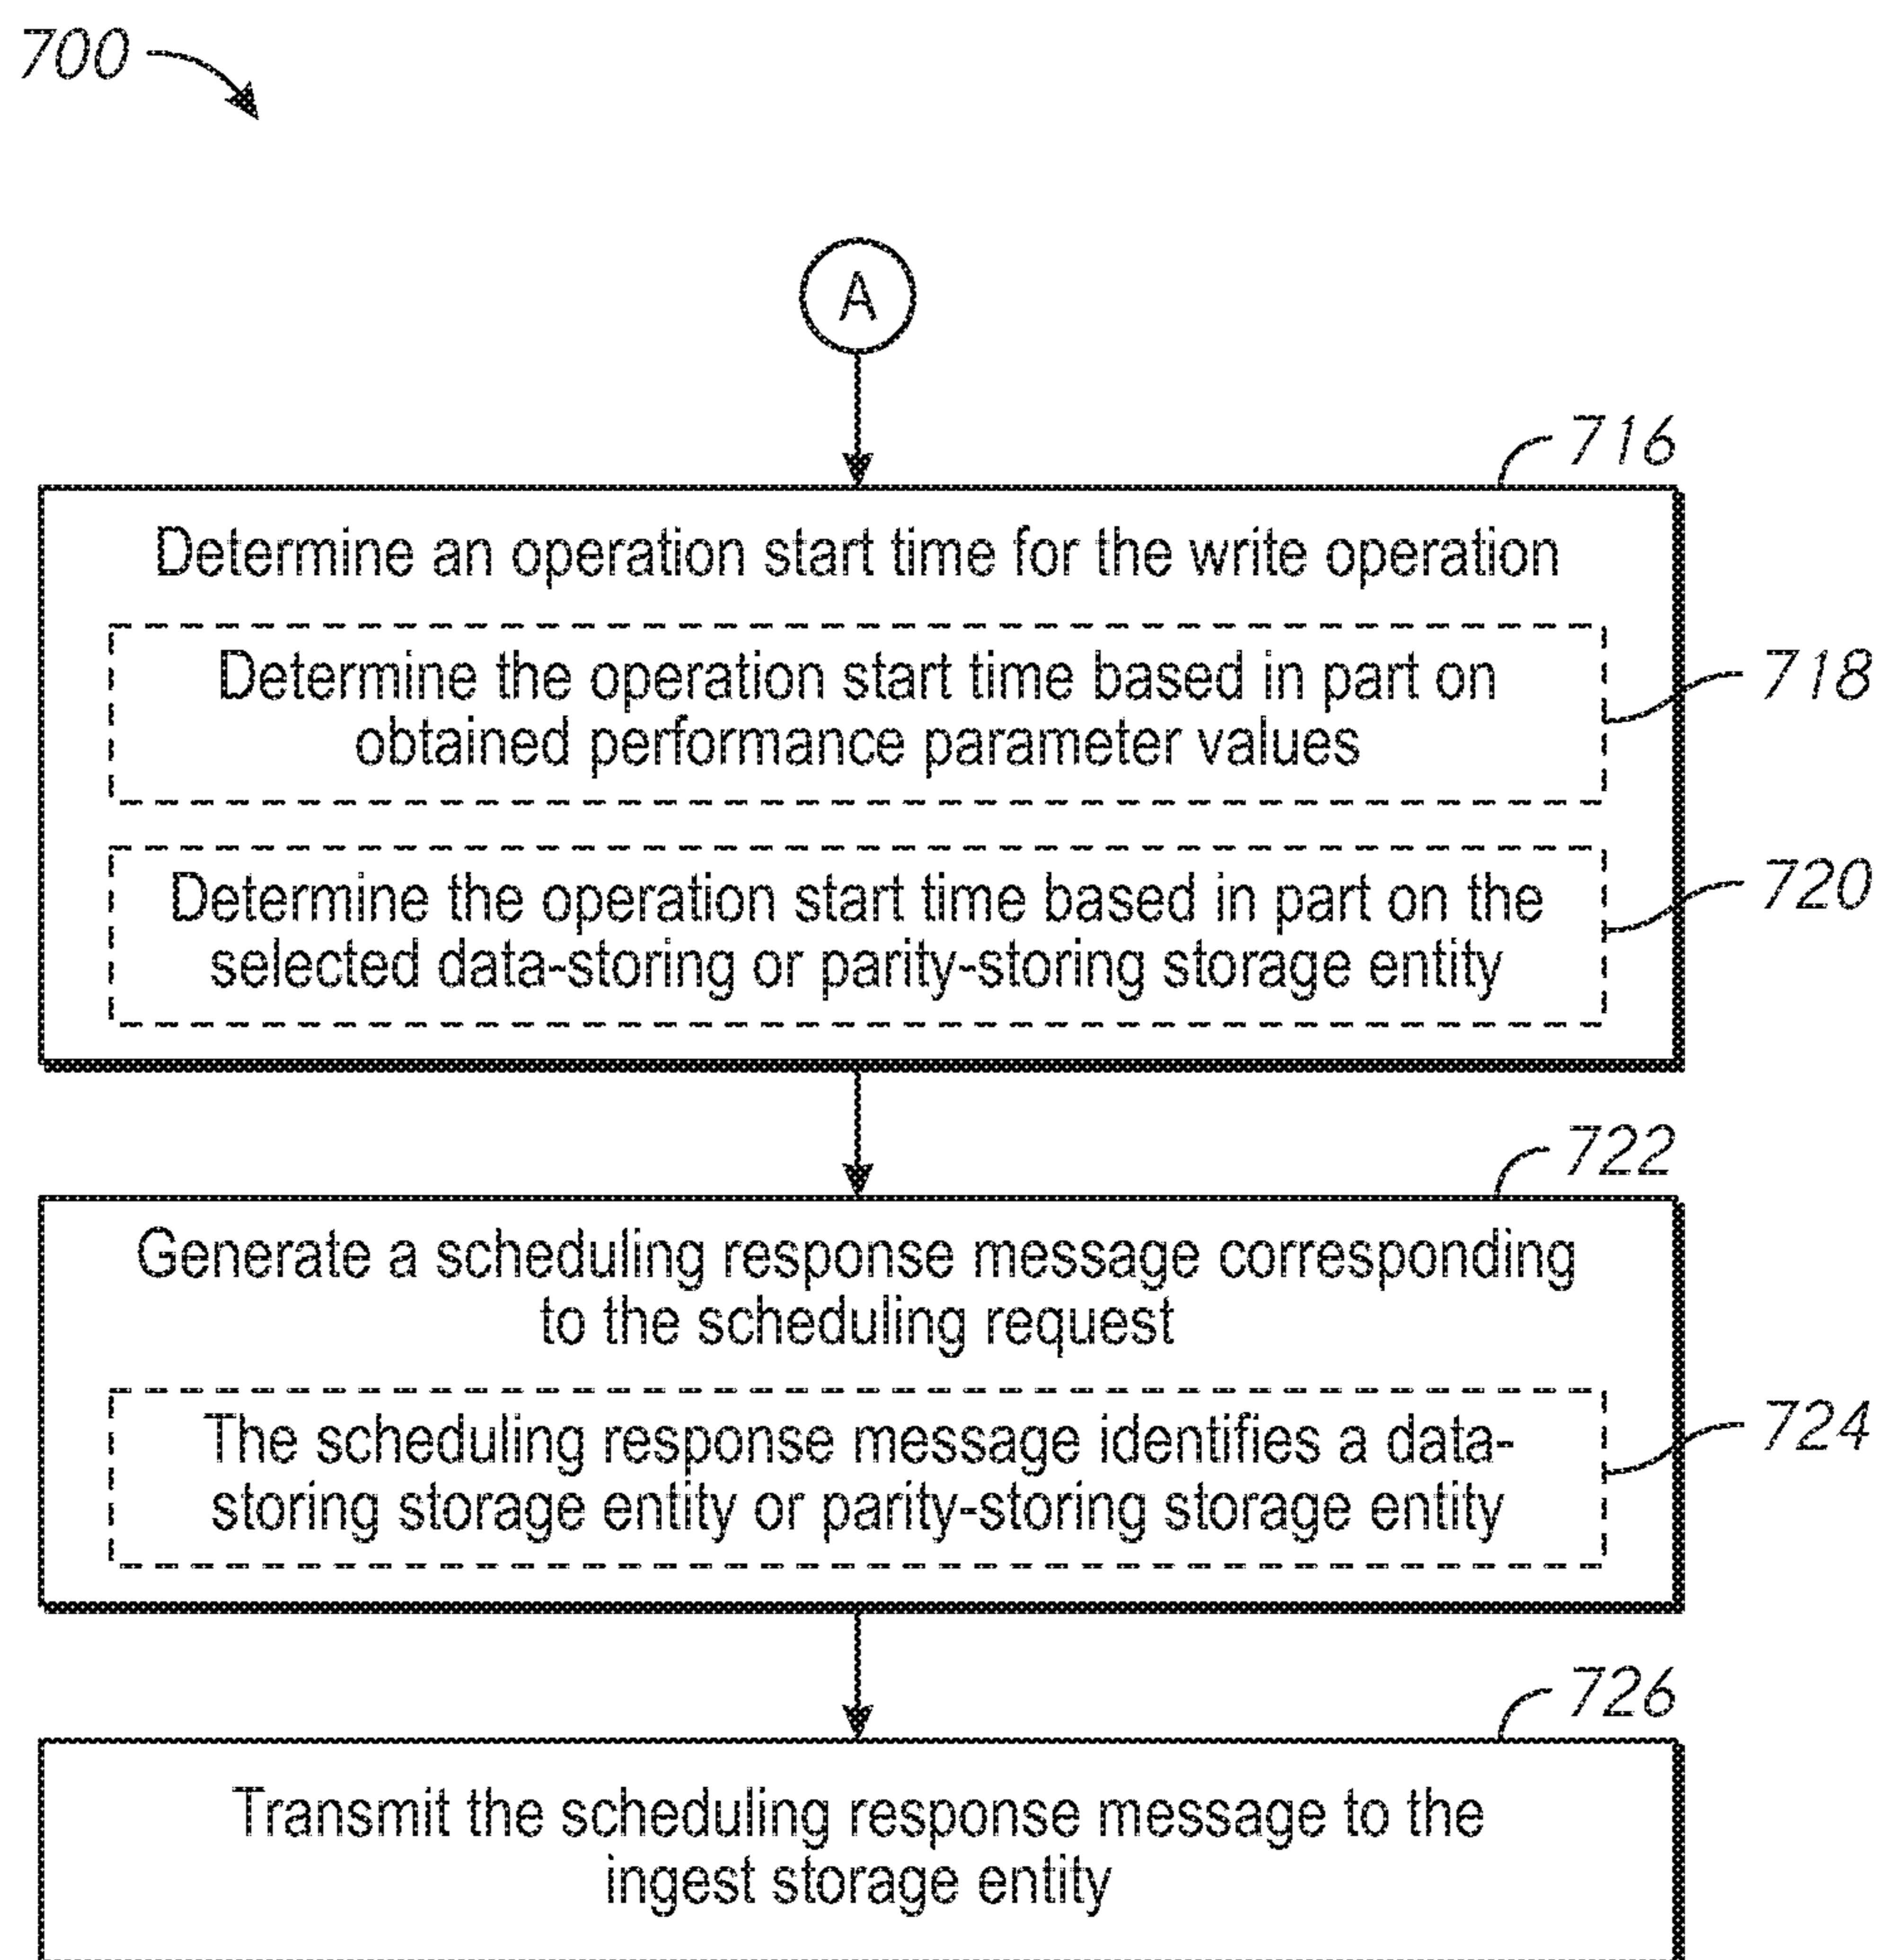 700
A
716
Determine an operation start time for the write operation
Determine the operation start time based in part on
obtained performance parameter values
718
Determine the operation start time based in part on the
selected data-storing or parity-storing storage entity
720
722
Generate a scheduling response message corresponding
to the scheduling request
The scheduling response message identifies a data-
storing storage entity or parity-storing storage entity
724
726
Transmit the scheduling response message to the
ingest storage entity